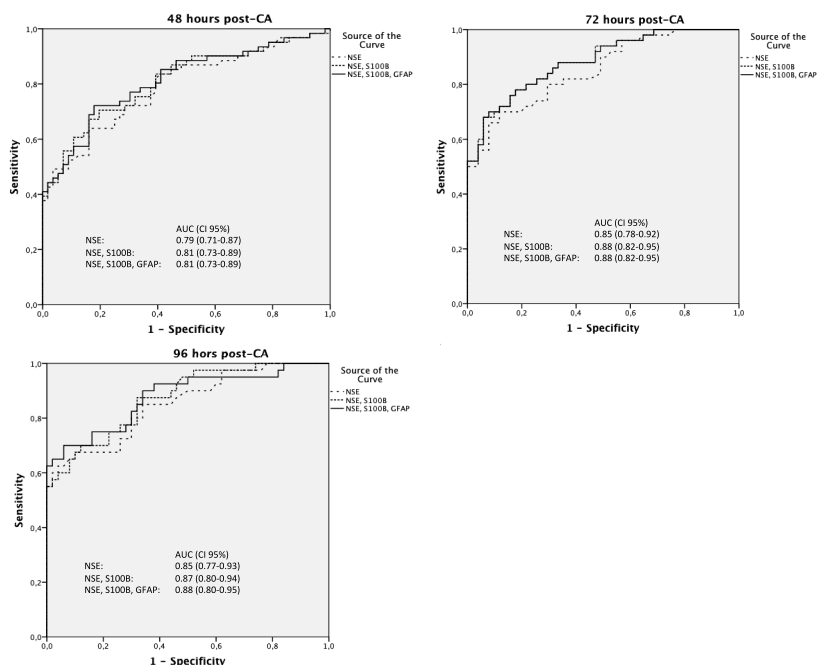 48 hours post-CA
Source of the
Curve
NSE
NSE, S100B
NSE, S100B, GFAP
Sensitivity
1,0
0,8
0,6
0,4
0,2
0,0
AUC (CI 95%)
NSE: 0.79 (0.71-0.87)
NSE, S100B: 0.81 (0.73-0.89)
NSE, S100B, GFAP: 0.81 (0.73-0.89)
0,0 0,2 0,4 0,6 0,8 1,0
1 - Specificity
72 hours post-CA
Source of the
Curve
NSE
NSE, S100B
NSE, S100B, GFAP
Sensitivity
1,0
0,8
0,6
0,4
0,2
0,0
AUC (CI 95%)
NSE: 0.85 (0.78-0.92)
NSE, S100B: 0.88 (0.82-0.95)
NSE, S100B, GFAP: 0.88 (0.82-0.95)
0,0 0,2 0,4 0,6 0,8 1,0
1 - Specificity
96 hors post-CA
Source of the
Curve
NSE
NSE, S100B
NSE, S100B, GFAP
Sensitivity
1,0
0,8
0,6
0,4
0,2
0,0
AUC (CI 95%)
NSE: 0.85 (0.77-0.93)
NSE, S100B: 0.87 (0.80-0.94)
NSE, S100B, GFAP: 0.88 (0.80-0.95)
0,0 0,2 0,4 0,6 0,8 1,0
1 - Specificity